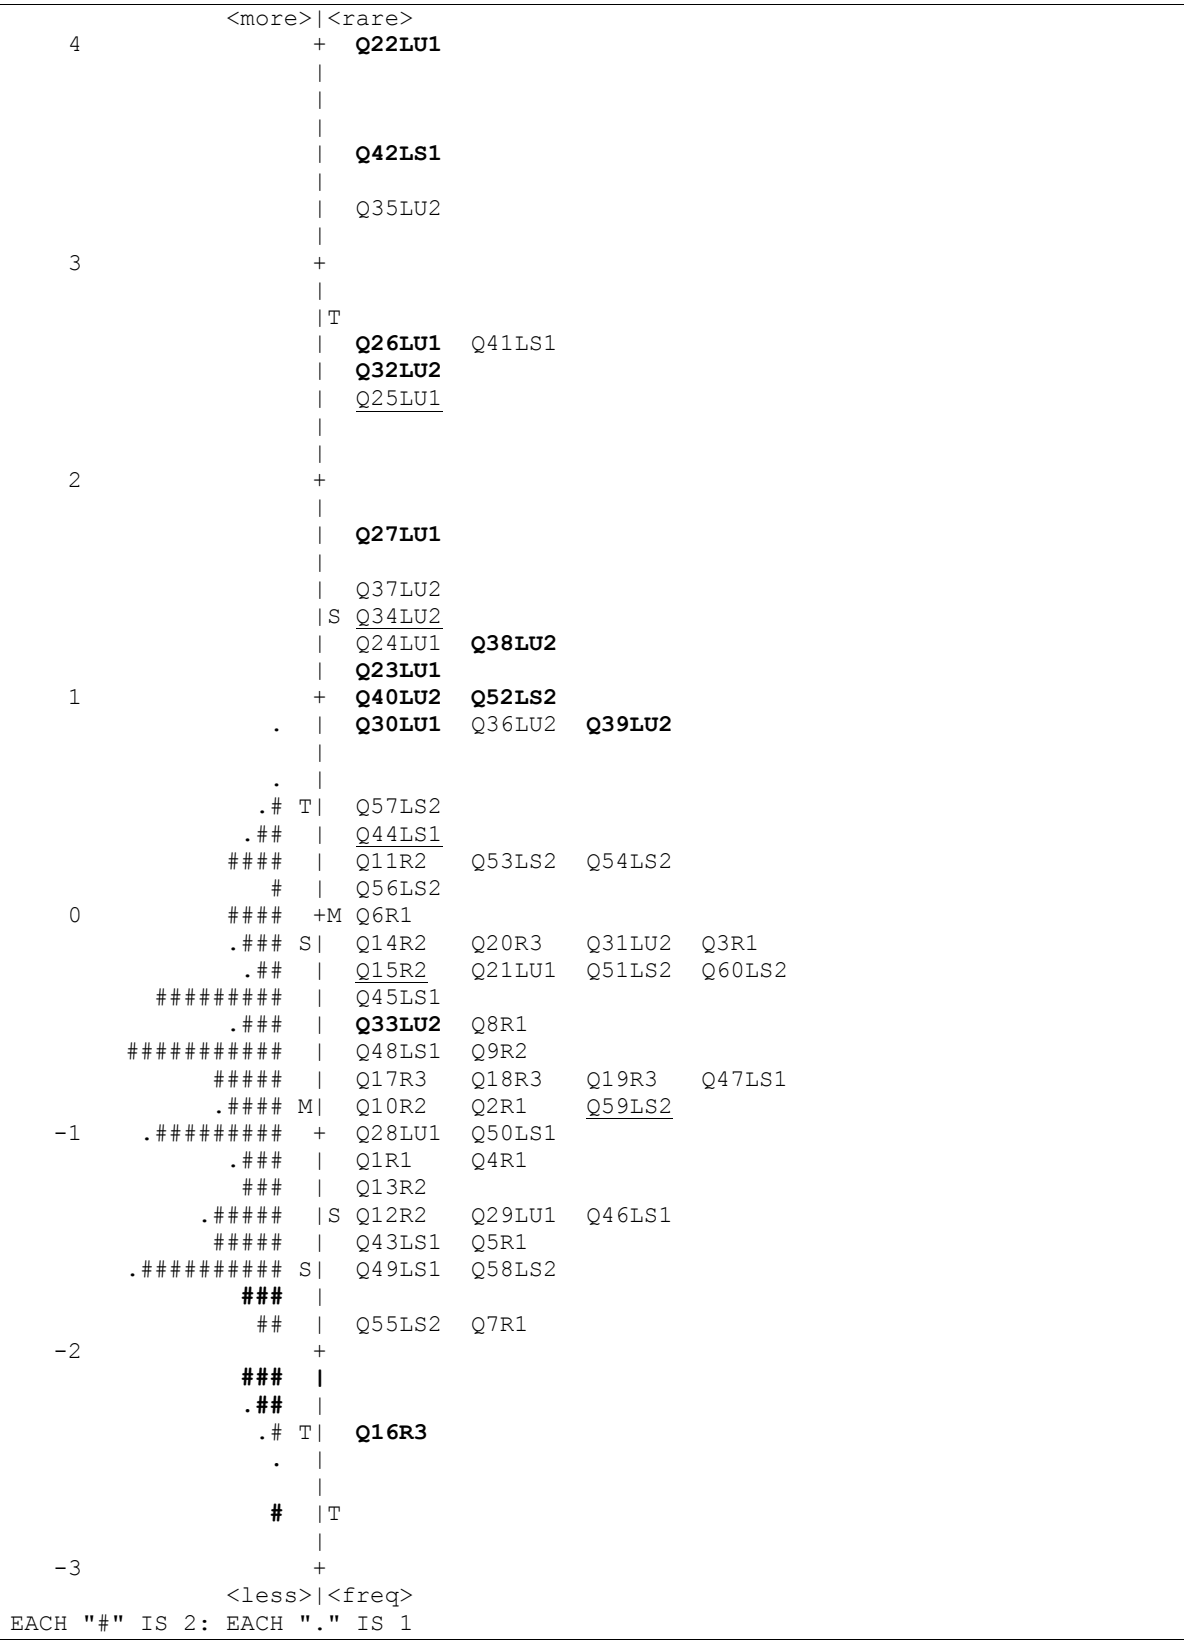 <more>|<rare>
4 + Q22LU1
|
|
|
| Q42LS1
|
| Q35LU2
|
3 +
|
|T
| Q26LU1 Q41LS1
| Q32LU2
| Q25LU1
|
|
2 +
|
| Q27LU1
|
| Q37LU2
|S Q34LU2
| Q24LU1 Q38LU2
| Q23LU1
1 + Q40LU2 Q52LS2
. | Q30LU1 Q36LU2 Q39LU2
|
. |
.# T| Q57LS2
.## | Q44LS1
#### | Q11R2 Q53LS2 Q54LS2
# | Q56LS2
0 #### +M Q6R1
.### S| Q14R2 Q20R3 Q31LU2 Q3R1
.## | Q15R2 Q21LU1 Q51LS2 Q60LS2
######### | Q45LS1
.### | Q33LU2 Q8R1
########### | Q48LS1 Q9R2
##### | Q17R3 Q18R3 Q19R3 Q47LS1
.#### M| Q10R2 Q2R1 Q59LS2
-1 .######### + Q28LU1 Q50LS1
.### | Q1R1 Q4R1
### | Q13R2
.##### |S Q12R2 Q29LU1 Q46LS1
##### | Q43LS1 Q5R1
.########## S| Q49LS1 Q58LS2
### |
## | Q55LS2 Q7R1
-2 +
### |
.## |
.# T| Q16R3
. |
|
# |T
|
-3 +
<less>|<freq>
EACH "#" IS 2: EACH "." IS 1